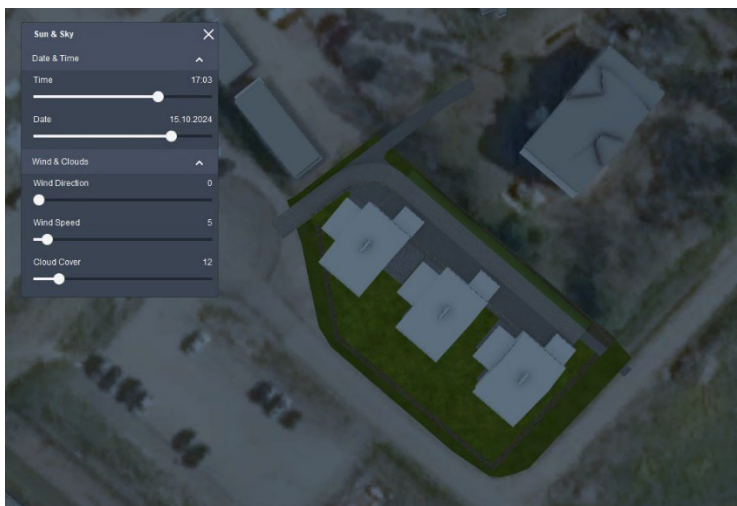 Sun & Sky
Date & Time
Time 17:03
Date 15.10.2024
Wind & Clouds
Wind Direction 0
Wind Speed 5
Cloud Cover 12